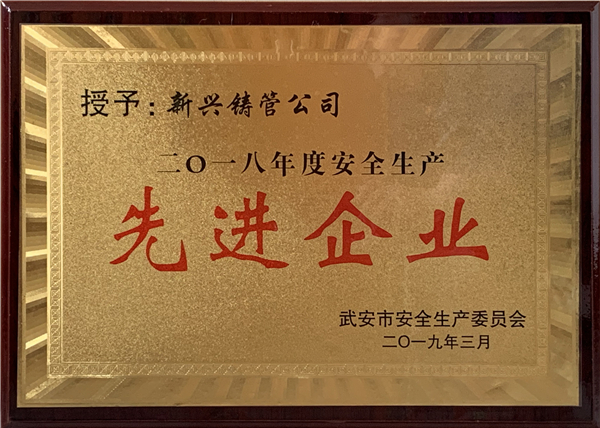 授予：新兴铸管公司
二〇一八年度安全生产
先进企业
武安市安全生产委员会
二〇一九年三月